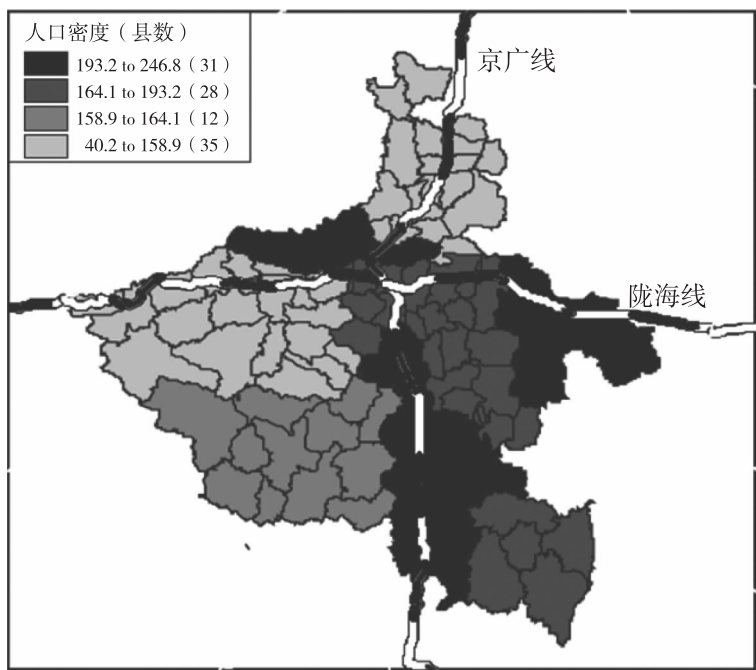 人口密度（县数）
193.2 to 246.8（31）
164.1 to 193.2（28）
158.9 to 164.1（12）
40.2 to 158.9（35）
京广线
陇海线